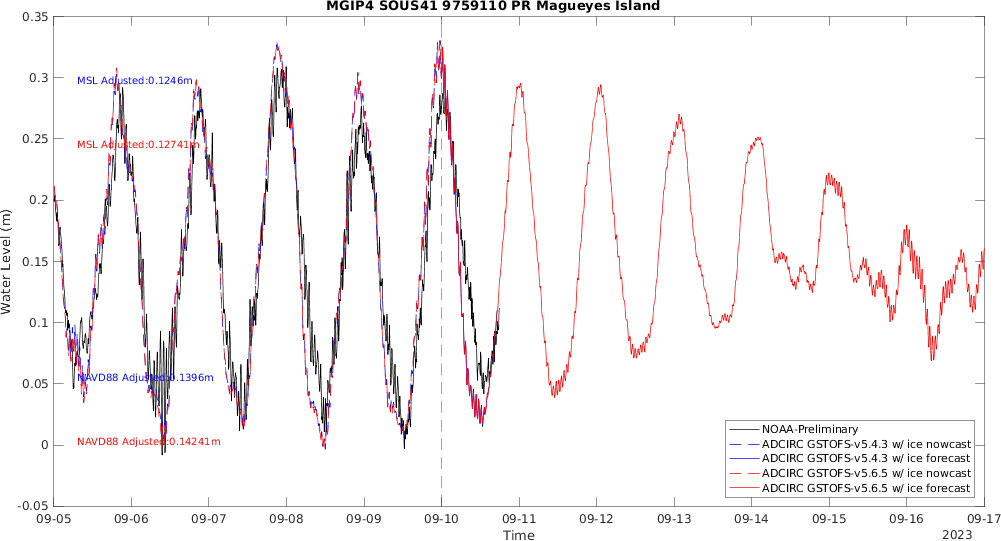 MGIP4 SOUS41 9759110 PR Magueyes Island
0.35
0.3
0.25
0.2
0.15
0.1
0.05
0
-0.05
Water Level (m)
MSL Adjusted:0.1246m
MSL Adjusted:0.12741m
NAVD88 Adjusted:0.1396m
NAVD88 Adjusted:0.14241m
NOAA-Preliminary
ADCIRC GSTOFS-v5.4.3 w/ ice nowcast
ADCIRC GSTOFS-v5.4.3 w/ ice forecast
ADCIRC GSTOFS-v5.6.5 w/ ice nowcast
ADCIRC GSTOFS-v5.6.5 w/ ice forecast
09-05 09-06 09-07 09-08 09-09 09-10 09-11 09-12 09-13 09-14 09-15 09-16 09-17
Time
2023